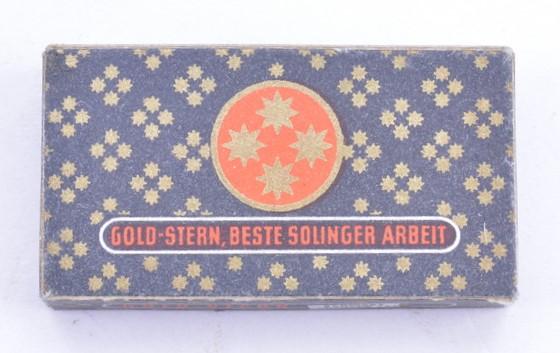 GOLD-STERN, BESTE SOLINGER ARBEIT